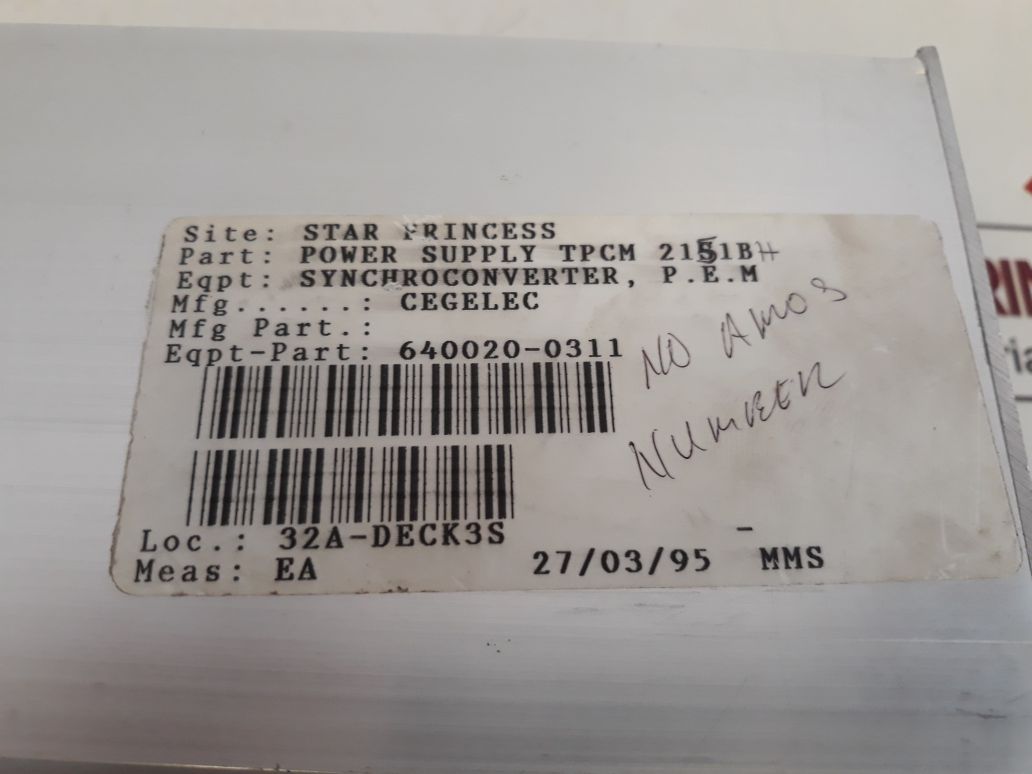 Site: STAR PRINCESS
Part: POWER SUPPLY TPCM 2151BH
Eqpt: SYNCHROCONVERTER, P.E.M
Mfg......: CEGELEC
Mfg Part.:
Eqpt-Part: 640020-0311
NO AMOS
NUMBER
Loc.: 32A-DECK3S
Meas: EA
27/03/95 - MMS